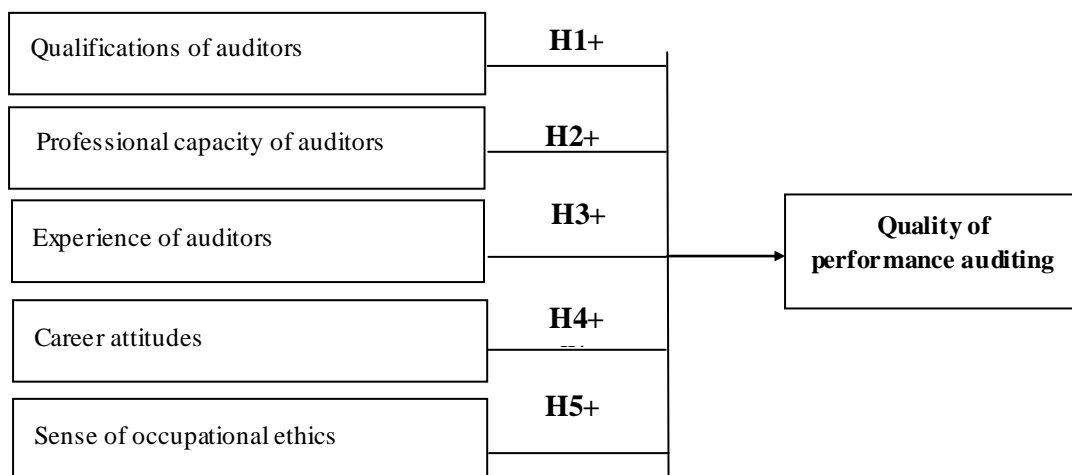 Qualifications of auditors
H1+
Professional capacity of auditors
H2+
Experience of auditors
H3+
Career attitudes
H4+
Sense of occupational ethics
H5+
Quality of
performance auditing